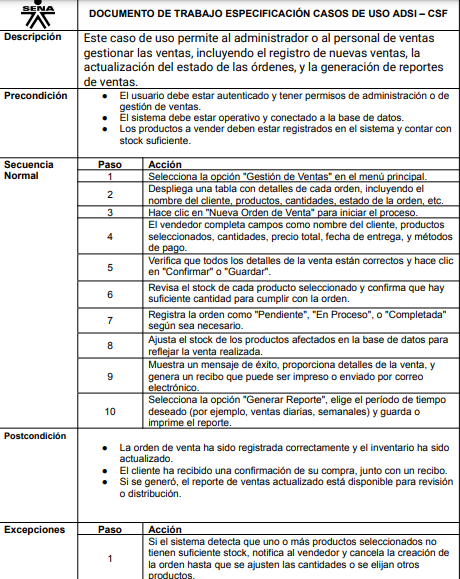 SENA
DOCUMENTO DE TRABAJO ESPECIFICACIÓN CASOS DE USO ADSI – CSF
Descripción
Este caso de uso permite al administrador o al personal de ventas
gestionar las ventas, incluyendo el registro de nuevas ventas, la
actualización del estado de las órdenes, y la generación de reportes
de ventas.
Precondición
● El usuario debe estar autenticado y tener permisos de administración o de
gestión de ventas.
● El sistema debe estar operativo y conectado a la base de datos.
● Los productos a vender deben estar registrados en el sistema y contar con
stock suficiente.
Secuencia
Normal
Paso Acción
1 Selecciona la opción "Gestión de Ventas" en el menú principal.
2 Despliega una tabla con detalles de cada orden, incluyendo el
nombre del cliente, productos, cantidades, estado de la orden, etc.
3 Hace clic en "Nueva Orden de Venta" para iniciar el proceso.
4 El vendedor completa campos como nombre del cliente, productos
seleccionados, cantidades, precio total, fecha de entrega, y métodos
de pago.
5 Verifica que todos los detalles de la venta están correctos y hace clic
en "Confirmar" o "Guardar".
6 Revisa el stock de cada producto seleccionado y confirma que hay
suficiente cantidad para cumplir con la orden.
7 Registra la orden como "Pendiente", "En Proceso", o "Completada"
según sea necesario.
8 Ajusta el stock de los productos afectados en la base de datos para
reflejar la venta realizada.
9 Muestra un mensaje de éxito, proporciona detalles de la venta, y
genera un recibo que puede ser impreso o enviado por correo
electrónico.
10 Selecciona la opción "Generar Reporte", elige el período de tiempo
deseado (por ejemplo, ventas diarias, semanales) y guarda o
imprime el reporte.
Postcondición
● La orden de venta ha sido registrada correctamente y el inventario ha sido
actualizado.
● El cliente ha recibido una confirmación de su compra, junto con un recibo.
● Si se generó, el reporte de ventas actualizado está disponible para revisión
o distribución.
Excepciones
Paso Acción
1 Si el sistema detecta que uno o más productos seleccionados no
tienen suficiente stock, notifica al vendedor y cancela la creación de
la orden hasta que se ajusten las cantidades o se elijan otros
productos.